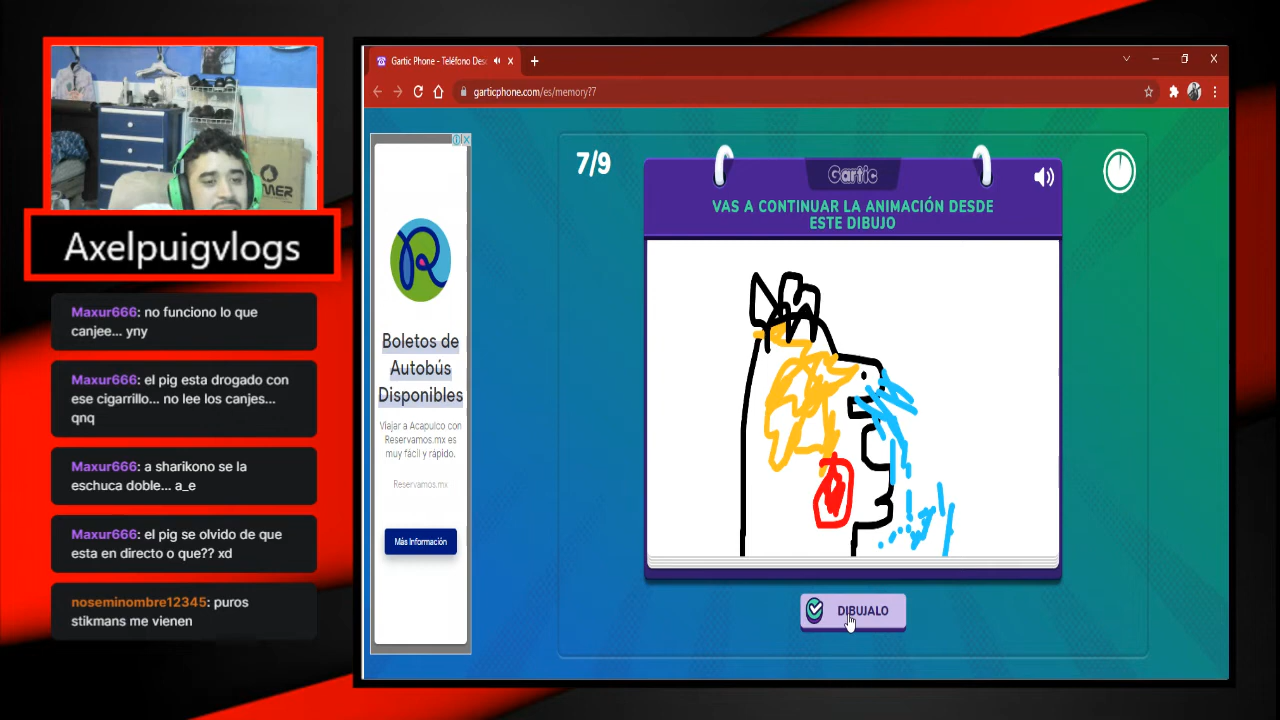 Gartic Phone - Teléfono Des
garticphone.com/es/memory?7
Axelpuigvlogs
Maxur666: no funciono lo que
canjee... yny
Maxur666: el pig esta drogado con
ese cigarrillo... no lee los canjes...
qnq
Maxur666: a sharikono se la
eschuca doble... a_e
Maxur666: el pig se olvido de que
esta en directo o que?? xd
noseminombre12345: puros
stikmans me vienen
Boletos de
Autobús
Disponibles
Viajar a Acapulco con
Reservamos.mx es
muy fácil y rápido.
Reservamos.mx
Más Información
7/9
Gartic
VAS A CONTINUAR LA ANIMACIÓN DESDE
ESTE DIBUJO
DIBUJALO